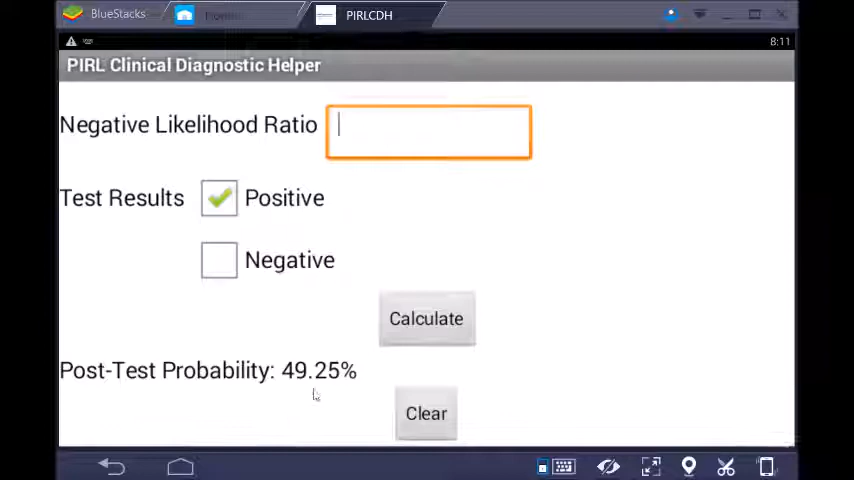 BlueStacks Home PIRLCDH
8:11
PIRL Clinical Diagnostic Helper
Negative Likelihood Ratio
Test Results Positive
Negative
Calculate
Post-Test Probability: 49.25%
Clear